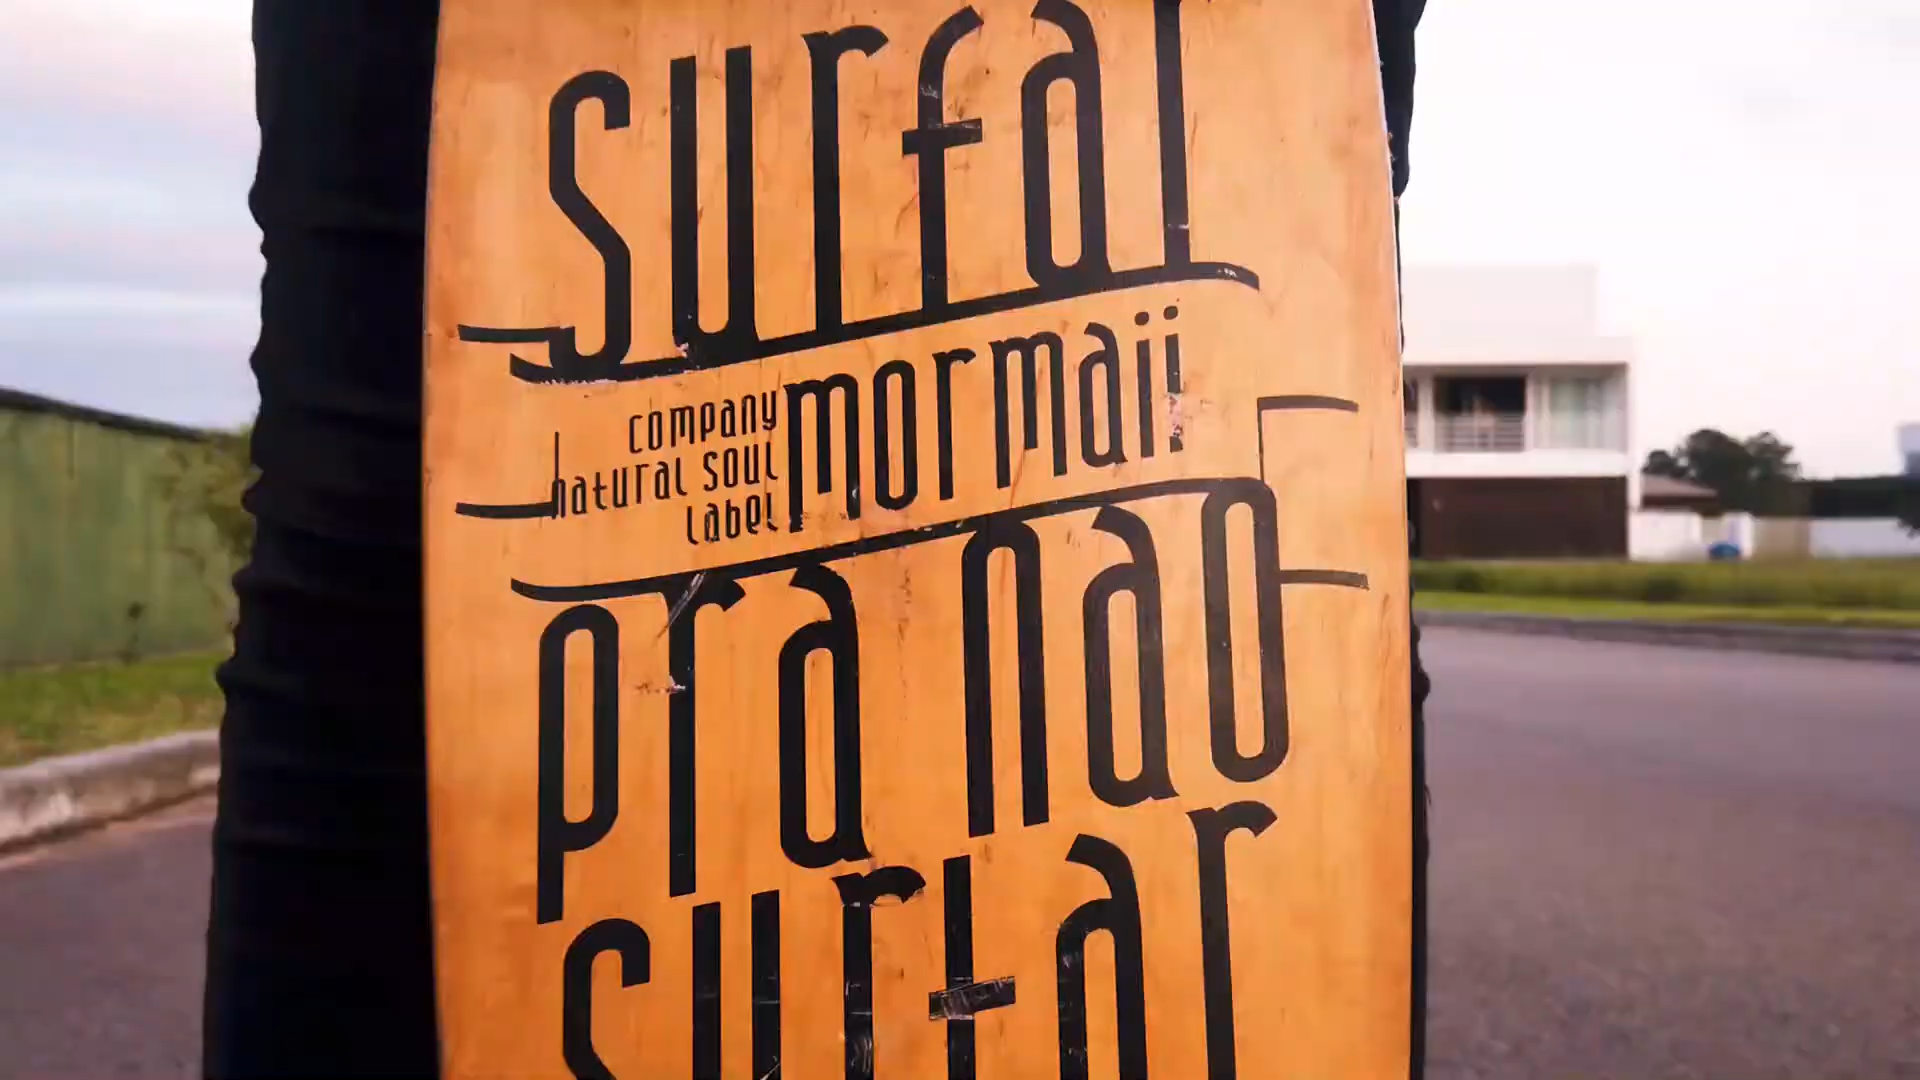 surfar
company
natural soul
label
mormaii
pra nao
surtar